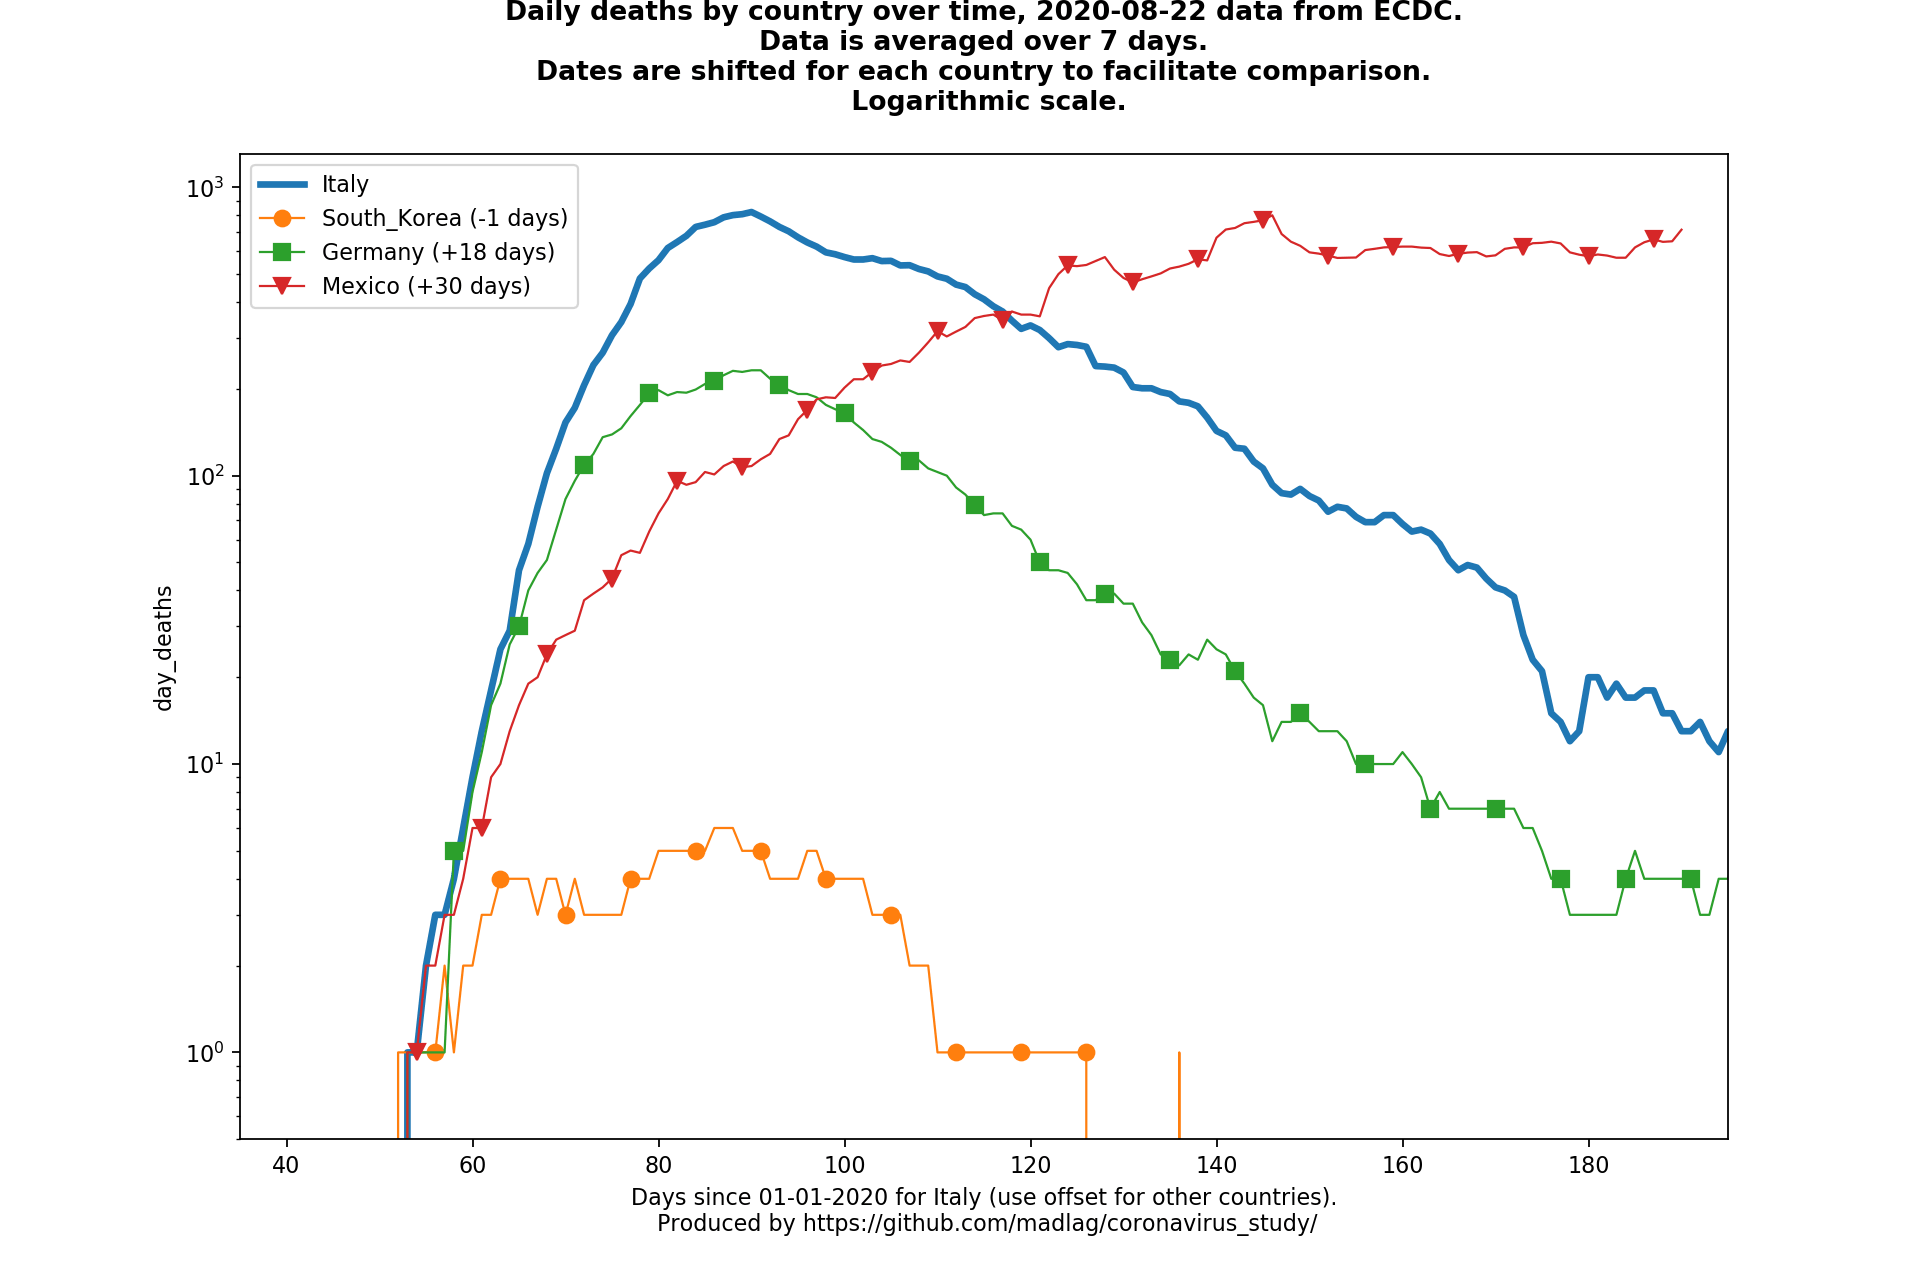 Daily deaths by country over time, 2020-08-22 data from ECDC.
Data is averaged over 7 days.
Dates are shifted for each country to facilitate comparison.
Logarithmic scale.
Italy
South_Korea (-1 days)
Germany (+18 days)
Mexico (+30 days)
10³
10²
10¹
10⁰
day_deaths
40 60 80 100 120 140 160 180
Days since 01-01-2020 for Italy (use offset for other countries).
Produced by https://github.com/madlag/coronavirus_study/